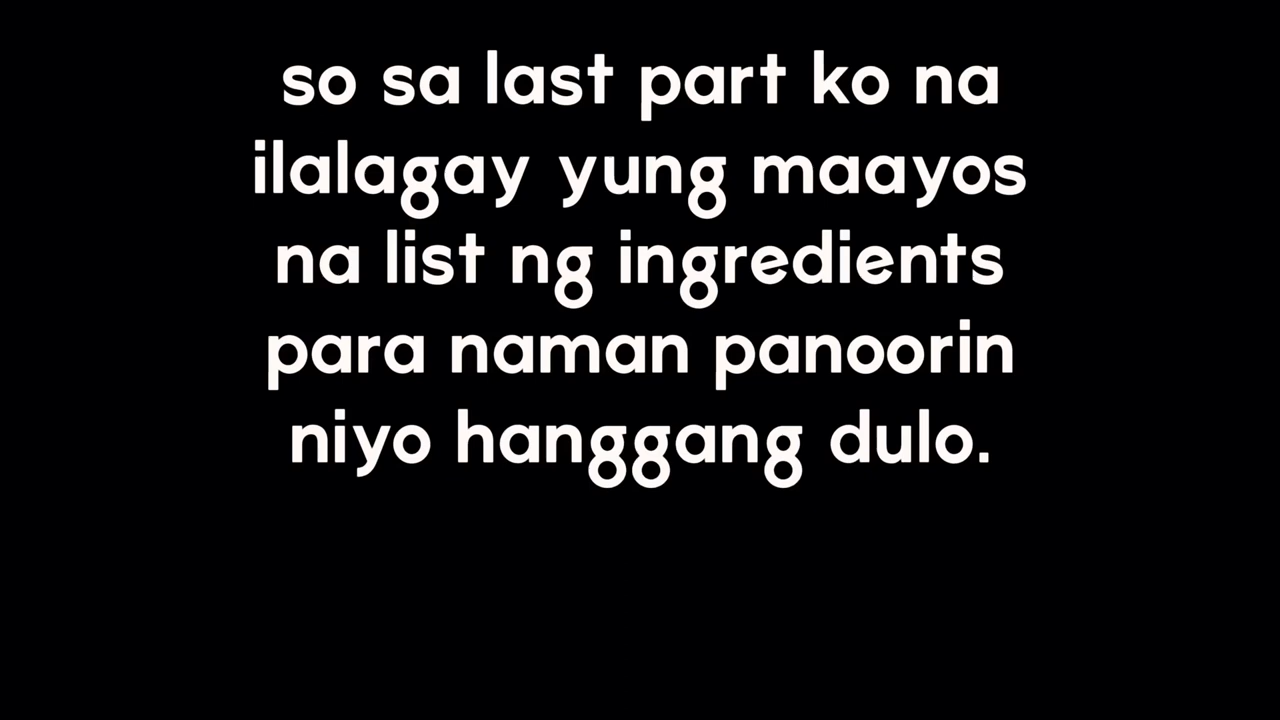 so sa last part ko na
ilalagay yung maayos
na list ng ingredients
para naman panoorin
niyo hanggang dulo.